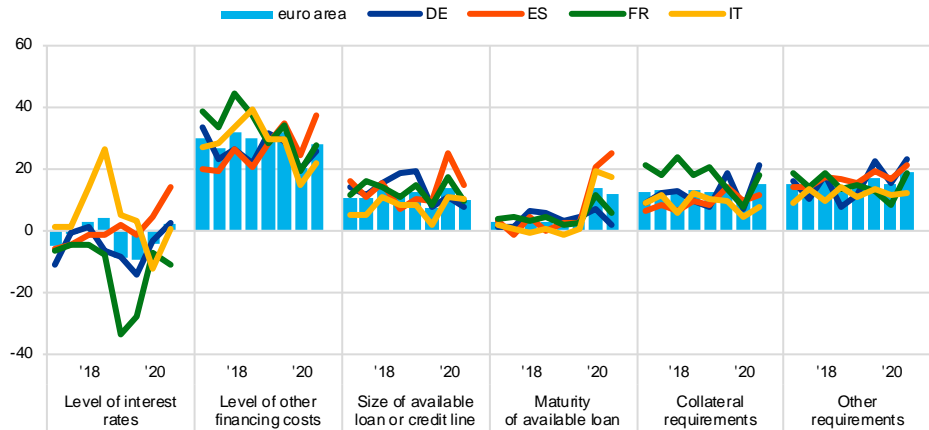 euro area DE ES FR IT
60
40
20
0
-20
-40
'18 '20 '18 '20 '18 '20 '18 '20 '18 '20 '18 '20
Level of interest rates
Level of other financing costs
Size of available loan or credit line
Maturity of available loan
Collateral requirements
Other requirements